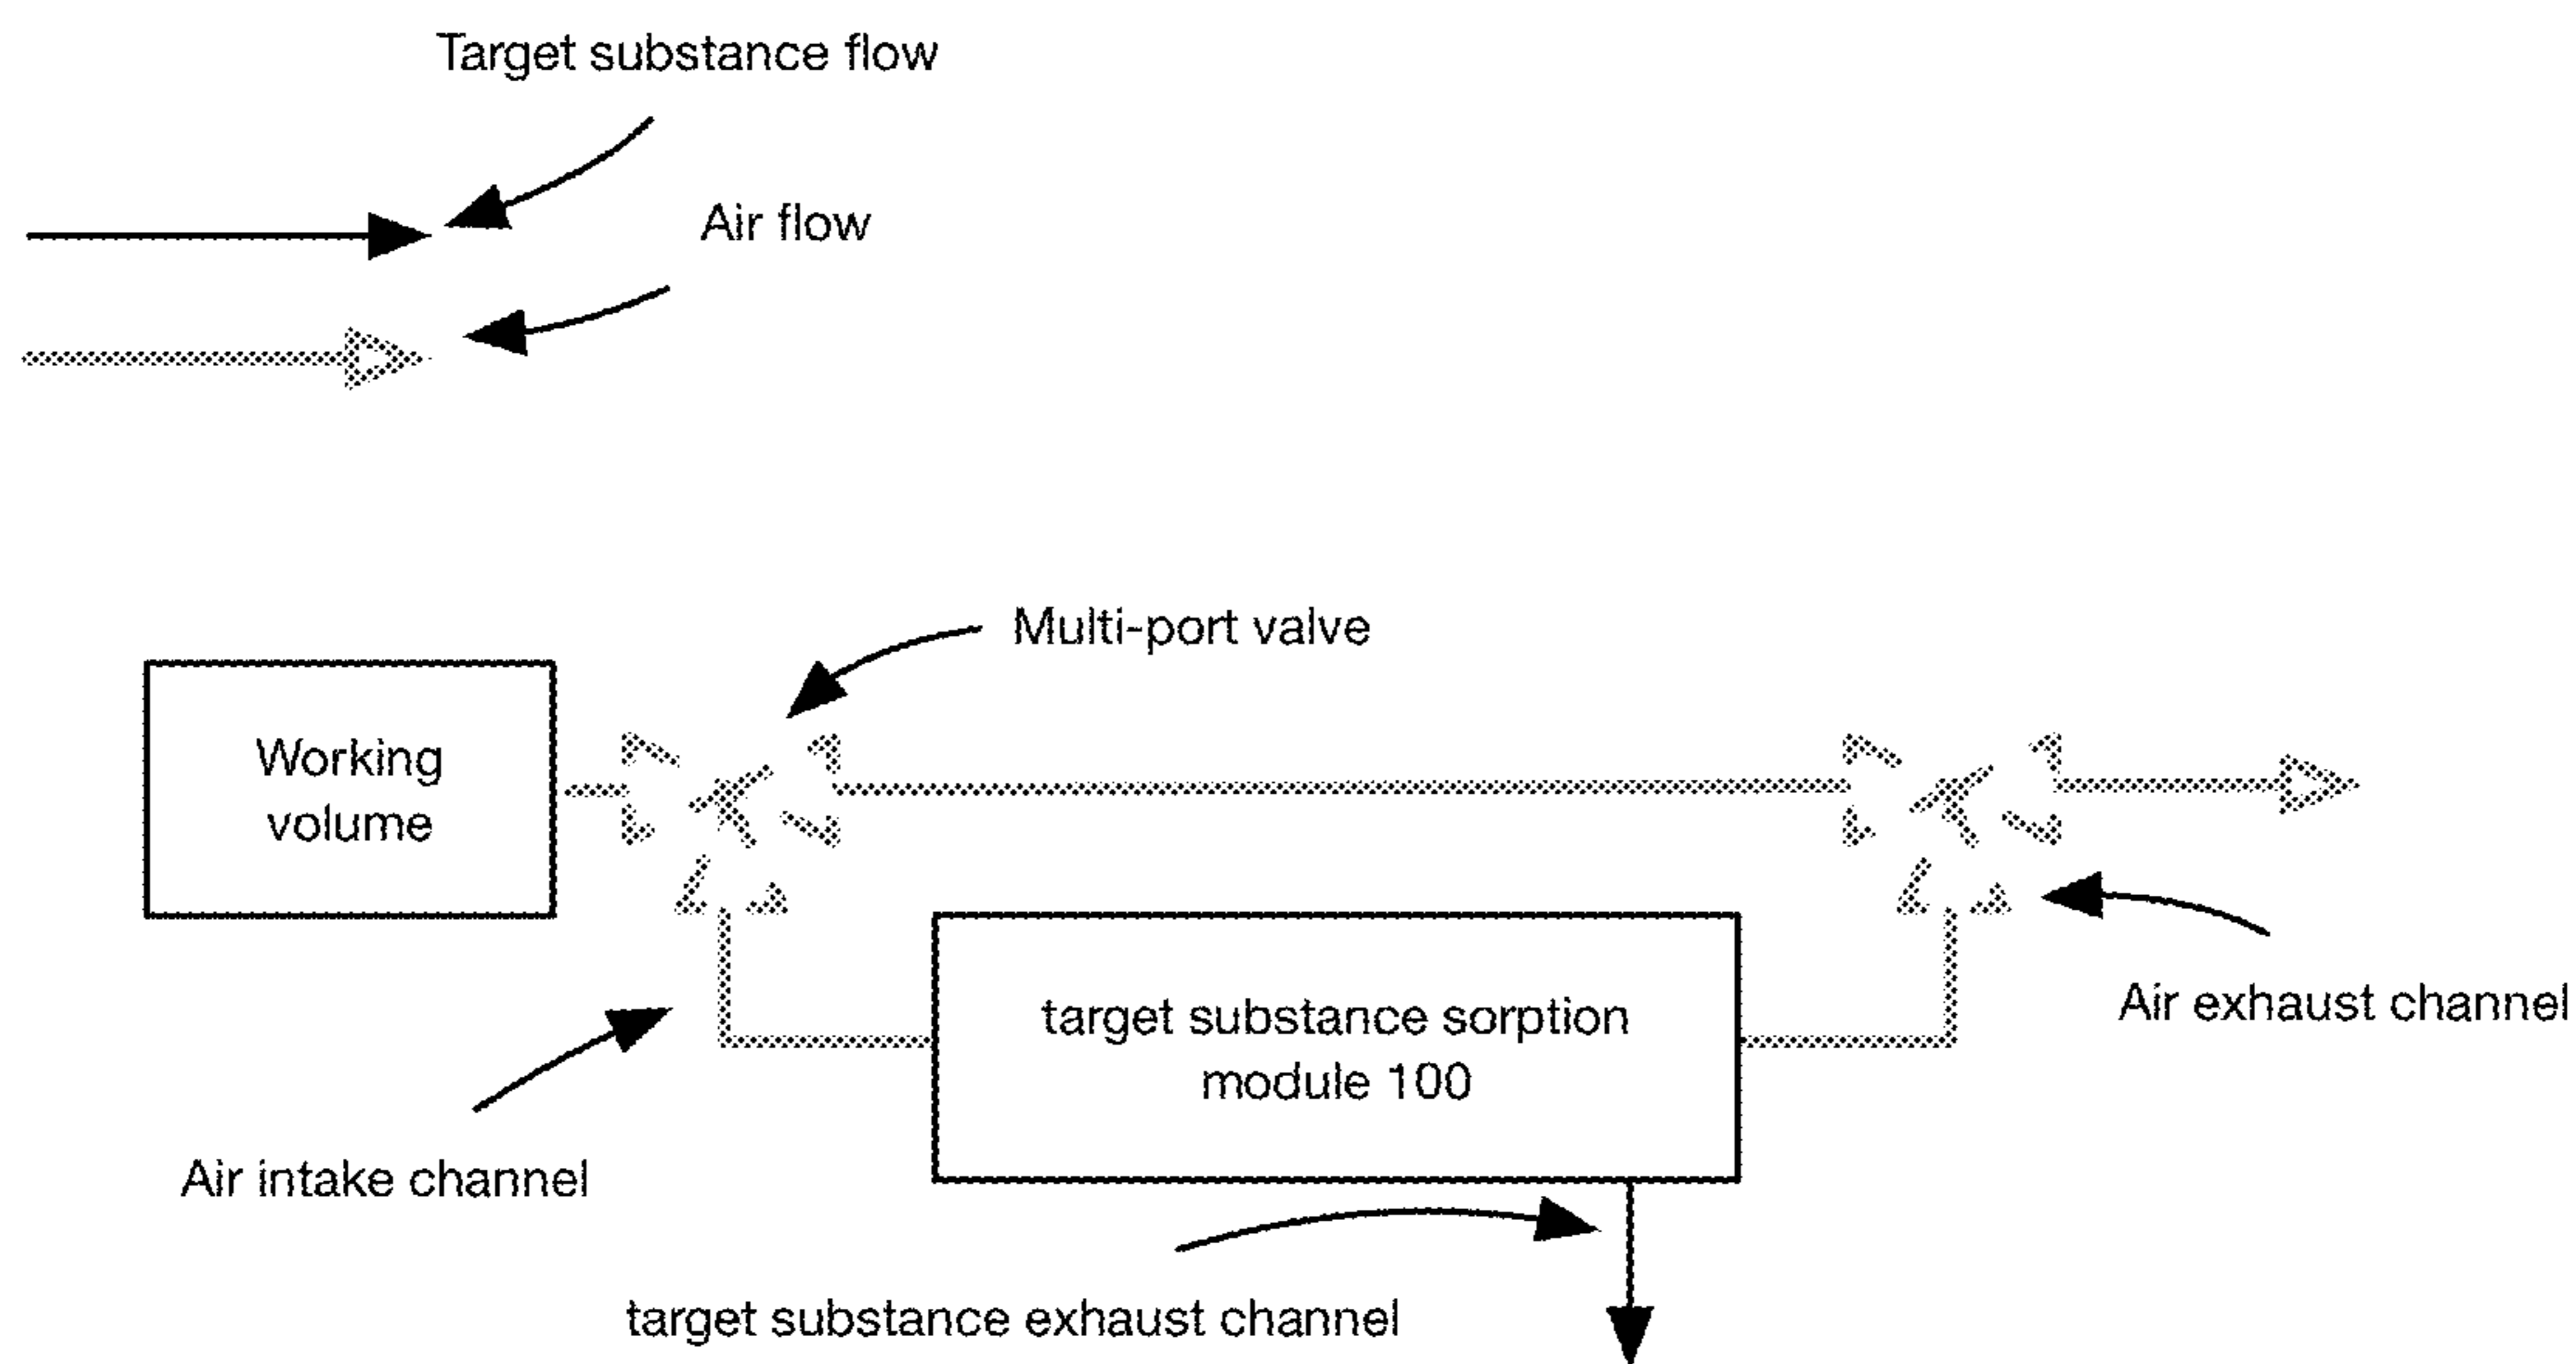 Target substance flow
Air flow
Multi-port valve
Working
volume
target substance sorption
module 100
Air exhaust channel
Air intake channel
target substance exhaust channel